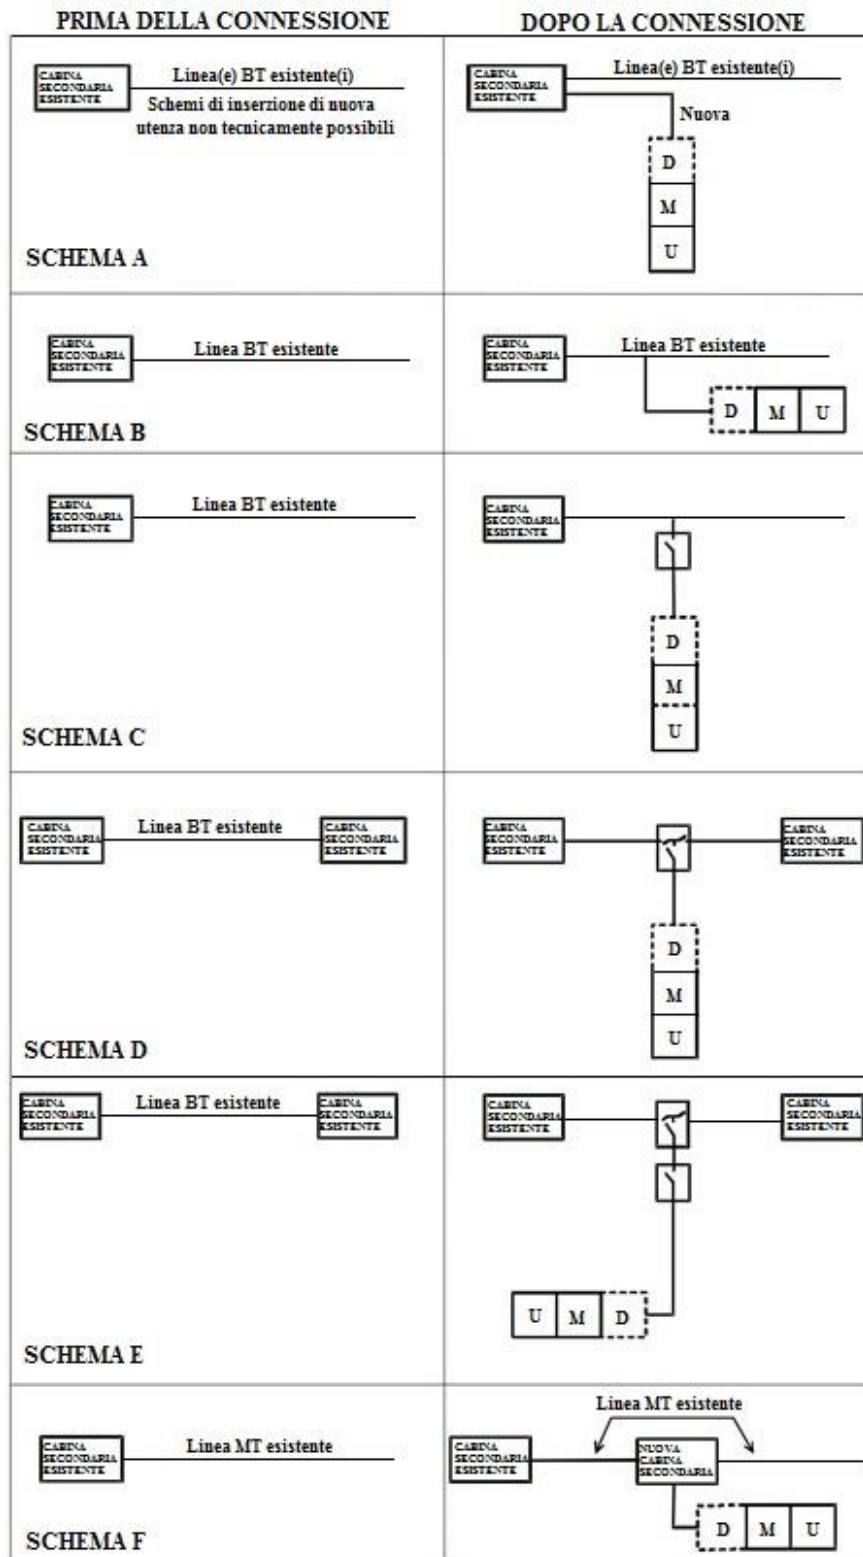 PRIMA DELLA CONNESSIONE
DOPO LA CONNESSIONE
CABINA
SECONDARIA
ESISTENTE
Linea(e) BT esistente(i)
Schemi di inserzione di nuova
utenza non tecnicamente possibili
SCHEMA A
CABINA
SECONDARIA
ESISTENTE
Linea(e) BT esistente(i)
Nuova
D
M
U
CABINA
SECONDARIA
ESISTENTE
Linea BT esistente
SCHEMA B
CABINA
SECONDARIA
ESISTENTE
Linea BT esistente
D M U
CABINA
SECONDARIA
ESISTENTE
Linea BT esistente
SCHEMA C
CABINA
SECONDARIA
ESISTENTE
D
M
U
CABINA
SECONDARIA
ESISTENTE
Linea BT esistente
CABINA
SECONDARIA
ESISTENTE
SCHEMA D
CABINA
SECONDARIA
ESISTENTE
CABINA
SECONDARIA
ESISTENTE
D
M
U
CABINA
SECONDARIA
ESISTENTE
Linea BT esistente
CABINA
SECONDARIA
ESISTENTE
SCHEMA E
CABINA
SECONDARIA
ESISTENTE
CABINA
SECONDARIA
ESISTENTE
U M D
CABINA
SECONDARIA
ESISTENTE
Linea MT esistente
SCHEMA F
Linea MT esistente
CABINA
SECONDARIA
ESISTENTE
NUOVA
CABINA
SECONDARIA
D M U